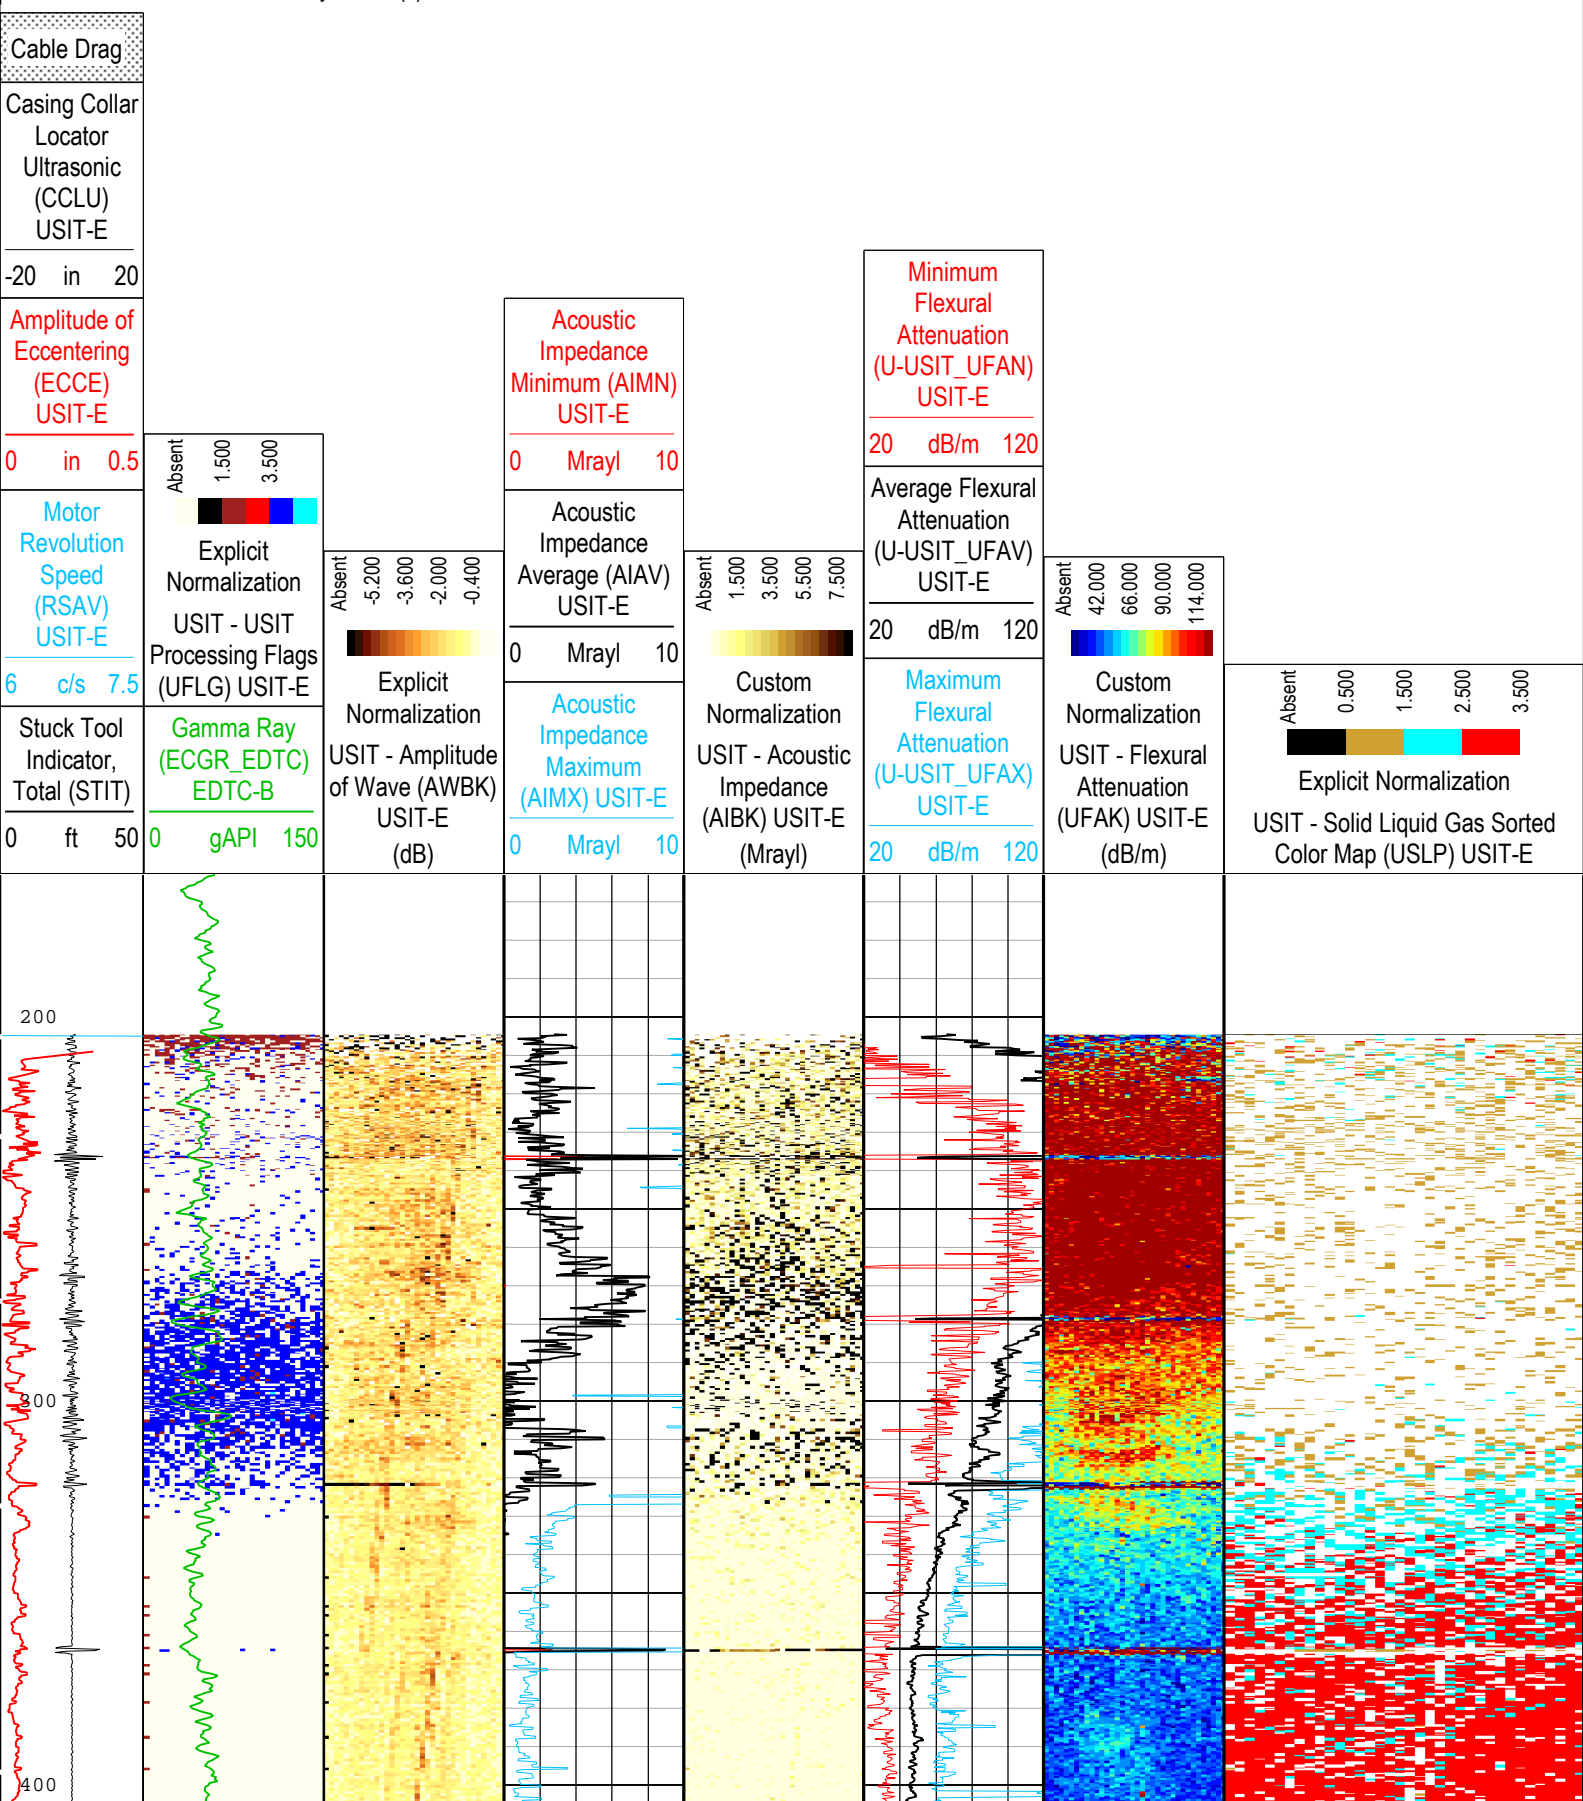 Cable Drag
Casing Collar
Locator
Ultrasonic
(CCLU)
USIT-E
-20 in 20
Amplitude of
Eccentering
(ECCE)
USIT-E
0 in 0.5
Motor
Revolution
Speed
(RSAV)
USIT-E
6 c/s 7.5
Stuck Tool
Indicator,
Total (STIT)
0 ft 50
Absent 1.500 3.500
Explicit
Normalization
USIT - USIT
Processing Flags
(UFLG) USIT-E
Gamma Ray
(ECGR_EDTC)
EDTC-B
0 gAPI 150
Absent -5.200 -3.600 -2.000 -0.400
Explicit
Normalization
USIT - Amplitude
of Wave (AWBK)
USIT-E
(dB)
Acoustic
Impedance
Minimum (AIMN)
USIT-E
0 Mrayl 10
Acoustic
Impedance
Average (AIAV)
USIT-E
0 Mrayl 10
Acoustic
Impedance
Maximum
(AIMX) USIT-E
0 Mrayl 10
Absent 1.500 3.500 5.500 7.500
Custom
Normalization
USIT - Acoustic
Impedance
(AIBK) USIT-E
(Mrayl)
Minimum
Flexural
Attenuation
(U-USIT_UFAN)
USIT-E
20 dB/m 120
Average Flexural
Attenuation
(U-USIT_UFAV)
USIT-E
20 dB/m 120
Maximum
Flexural
Attenuation
(U-USIT_UFAX)
USIT-E
20 dB/m 120
Absent 42.000 66.000 90.000 114.000
Custom
Normalization
USIT - Flexural
Attenuation
(UFAK) USIT-E
(dB/m)
Absent 0.500 1.500 2.500 3.500
Explicit Normalization
USIT - Solid Liquid Gas Sorted
Color Map (USLP) USIT-E
200
300
400